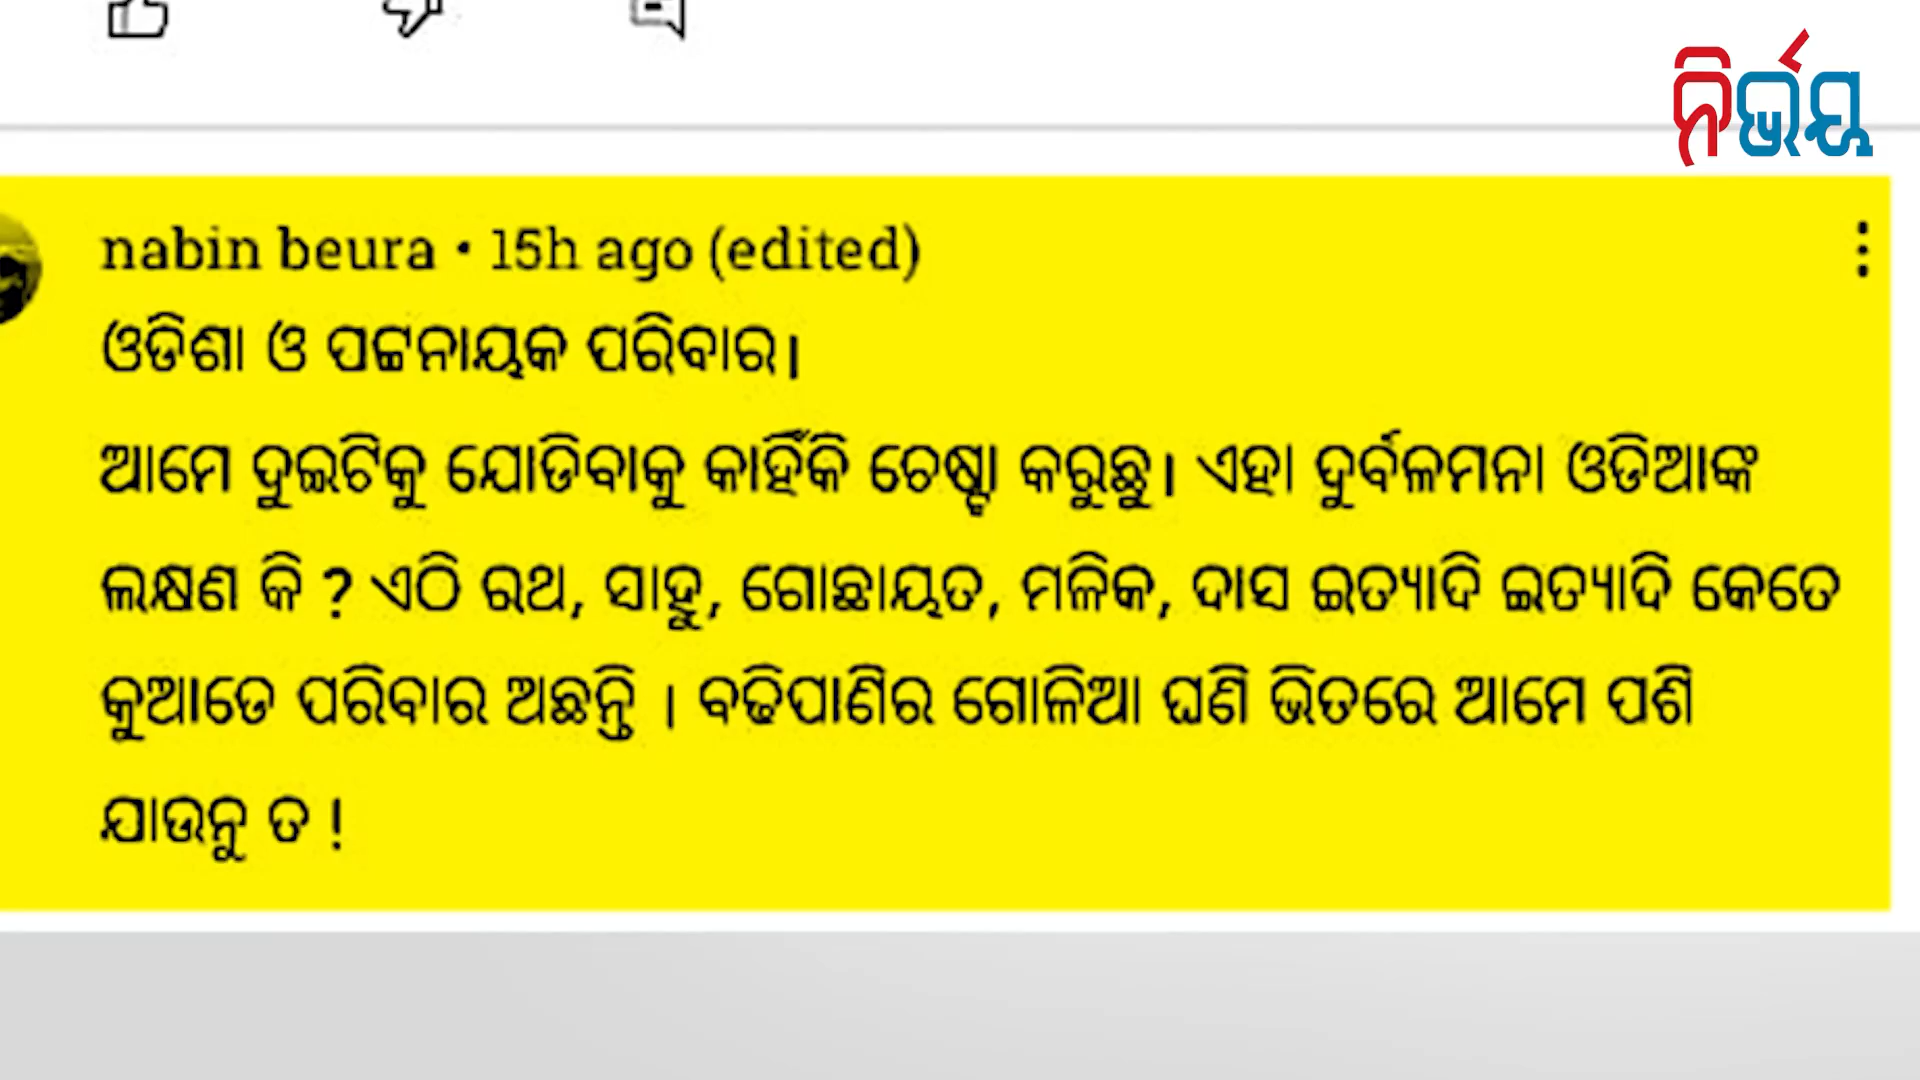 ନିର୍ଭୟ
nabin beura • 15h ago (edited)
ଓଡିଶା ଓ ପଟ୍ଟନାୟକ ପରିବାର।
ଆମେ ଦୁଇଟିକୁ ଯୋଡିବାକୁ କାହିଁକି ଚେଷ୍ଟା କରୁଛୁ। ଏହା ଦୁର୍ବଳମନା ଓଡିଆଙ୍କ
ଲକ୍ଷଣ କି ? ଏଠି ରଥ, ସାହୁ, ଗୋଛାୟତ, ମଳିକ, ଦାସ ଇତ୍ୟାଦି ଇତ୍ୟାଦି କେତେ
କୁଆଡେ ପରିବାର ଅଛନ୍ତି । ବଢିପାଣିର ଗୋଳିଆ ଘଣି ଭିତରେ ଆମେ ପଶି
ଯାଉନୁ ତ !